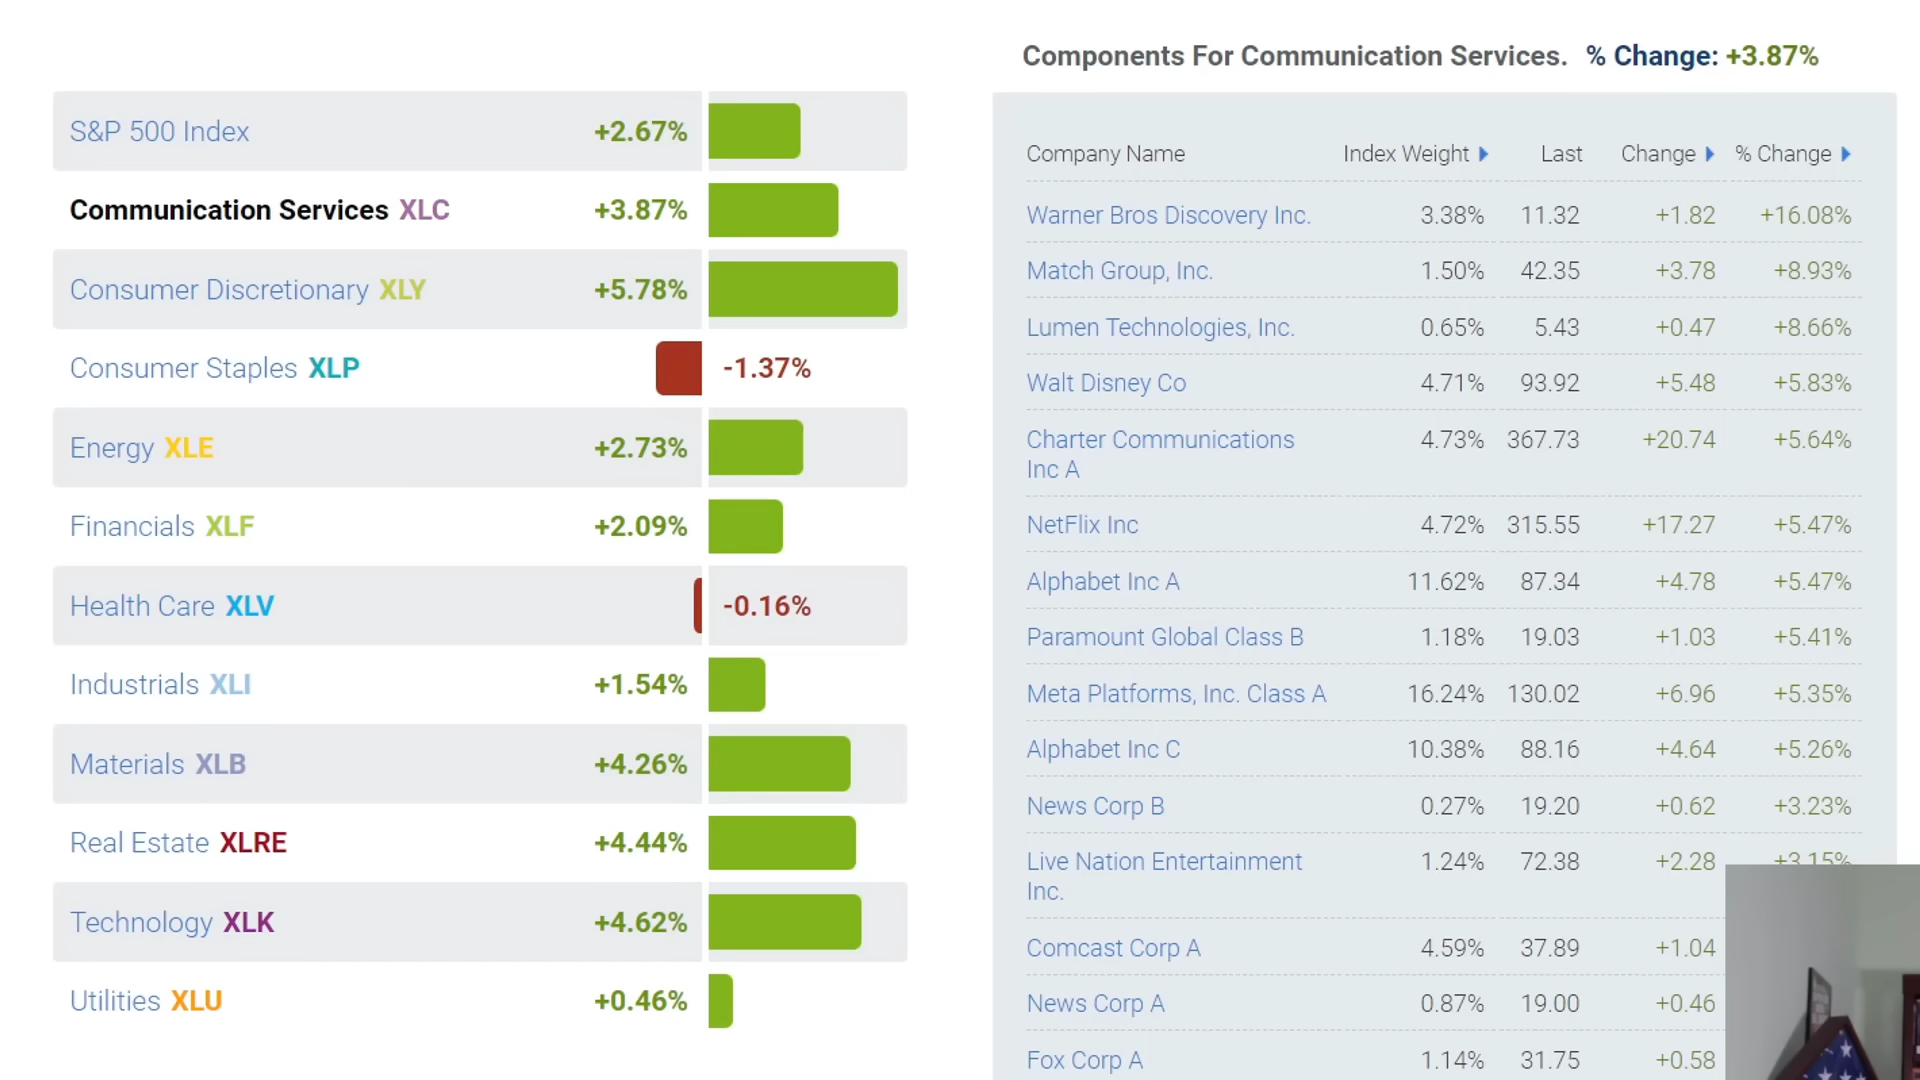 Components For Communication Services. % Change: +3.87%
S&P 500 Index +2.67%
Communication Services XLC +3.87%
Consumer Discretionary XLY +5.78%
Consumer Staples XLP -1.37%
Energy XLE +2.73%
Financials XLF +2.09%
Health Care XLV -0.16%
Industrials XLI +1.54%
Materials XLB +4.26%
Real Estate XLRE +4.44%
Technology XLK +4.62%
Utilities XLU +0.46%
Company Name Index Weight Last Change % Change
Warner Bros Discovery Inc. 3.38% 11.32 +1.82 +16.08%
Match Group, Inc. 1.50% 42.35 +3.78 +8.93%
Lumen Technologies, Inc. 0.65% 5.43 +0.47 +8.66%
Walt Disney Co 4.71% 93.92 +5.48 +5.83%
Charter Communications 4.73% 367.73 +20.74 +5.64%
Inc A
NetFlix Inc 4.72% 315.55 +17.27 +5.47%
Alphabet Inc A 11.62% 87.34 +4.78 +5.47%
Paramount Global Class B 1.18% 19.03 +1.03 +5.41%
Meta Platforms, Inc. Class A 16.24% 130.02 +6.96 +5.35%
Alphabet Inc C 10.38% 88.16 +4.64 +5.26%
News Corp B 0.27% 19.20 +0.62 +3.23%
Live Nation Entertainment 1.24% 72.38 +2.28 +3.15%
Inc.
Comcast Corp A 4.59% 37.89 +1.04
News Corp A 0.87% 19.00 +0.46
Fox Corp A 1.14% 31.75 +0.58